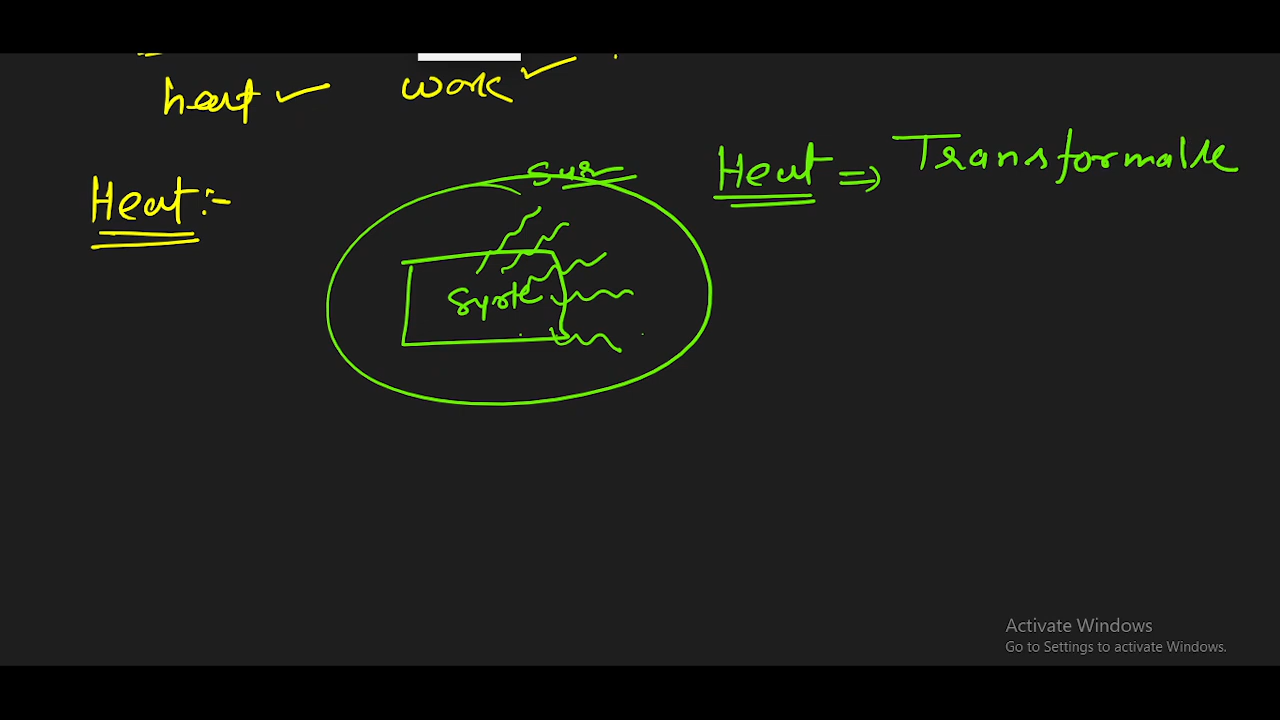 heat work
Heat :-
Sur
Heat => Transformable
Syste
Activate Windows
Go to Settings to activate Windows.